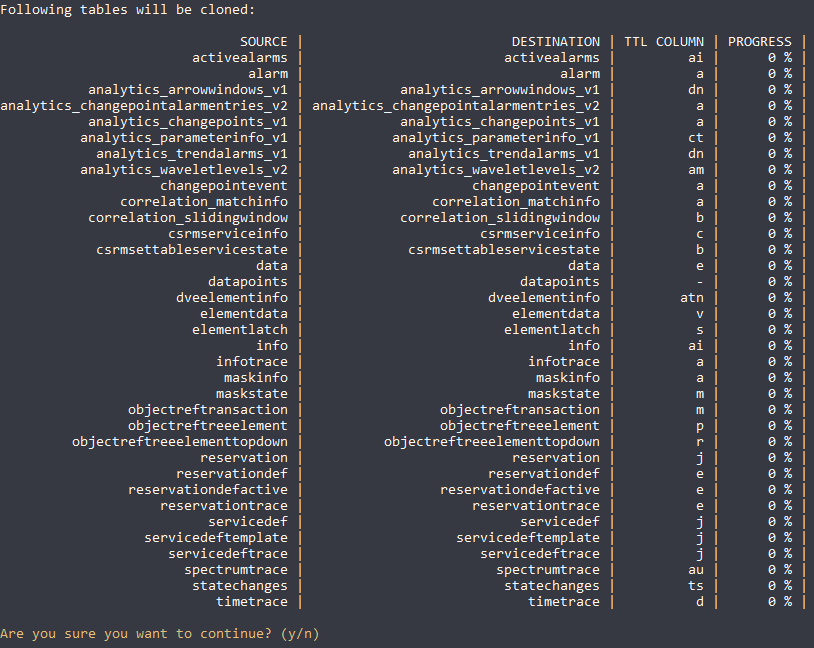 Following tables will be cloned:
SOURCE | DESTINATION | TTL COLUMN | PROGRESS |
activealarms | activealarms | ai | 0 % |
alarm | alarm | a | 0 % |
analytics_arrowwindows_v1 | analytics_arrowwindows_v1 | dn | 0 % |
analytics_changepointalarmentries_v2 | analytics_changepointalarmentries_v2 | a | 0 % |
analytics_changepoints_v1 | analytics_changepoints_v1 | a | 0 % |
analytics_parameterinfo_v1 | analytics_parameterinfo_v1 | ct | 0 % |
analytics_trendalarms_v1 | analytics_trendalarms_v1 | dn | 0 % |
analytics_waveletlevels_v2 | analytics_waveletlevels_v2 | am | 0 % |
changepointevent | changepointevent | a | 0 % |
correlation_matchinfo | correlation_matchinfo | a | 0 % |
correlation_slidingwindow | correlation_slidingwindow | b | 0 % |
csrmserviceinfo | csrmserviceinfo | c | 0 % |
csrmsettableservicestate | csrmsettableservicestate | b | 0 % |
data | data | e | 0 % |
datapoints | datapoints | - | 0 % |
dveelementinfo | dveelementinfo | atn | 0 % |
elementdata | elementdata | v | 0 % |
elementlatch | elementlatch | s | 0 % |
info | info | ai | 0 % |
infotrace | infotrace | a | 0 % |
maskinfo | maskinfo | a | 0 % |
maskstate | maskstate | m | 0 % |
objectreftransaction | objectreftransaction | m | 0 % |
objectreftreeelement | objectreftreeelement | p | 0 % |
objectreftreeelementtopdown | objectreftreeelementtopdown | r | 0 % |
reservation | reservation | j | 0 % |
reservationdef | reservationdef | e | 0 % |
reservationdefactive | reservationdefactive | e | 0 % |
reservationtrace | reservationtrace | e | 0 % |
servicedef | servicedef | j | 0 % |
servicedeftemplate | servicedeftemplate | j | 0 % |
servicedeftrace | servicedeftrace | j | 0 % |
spectrumtrace | spectrumtrace | au | 0 % |
statechanges | statechanges | ts | 0 % |
timetrace | timetrace | d | 0 % |
Are you sure you want to continue? (y/n)